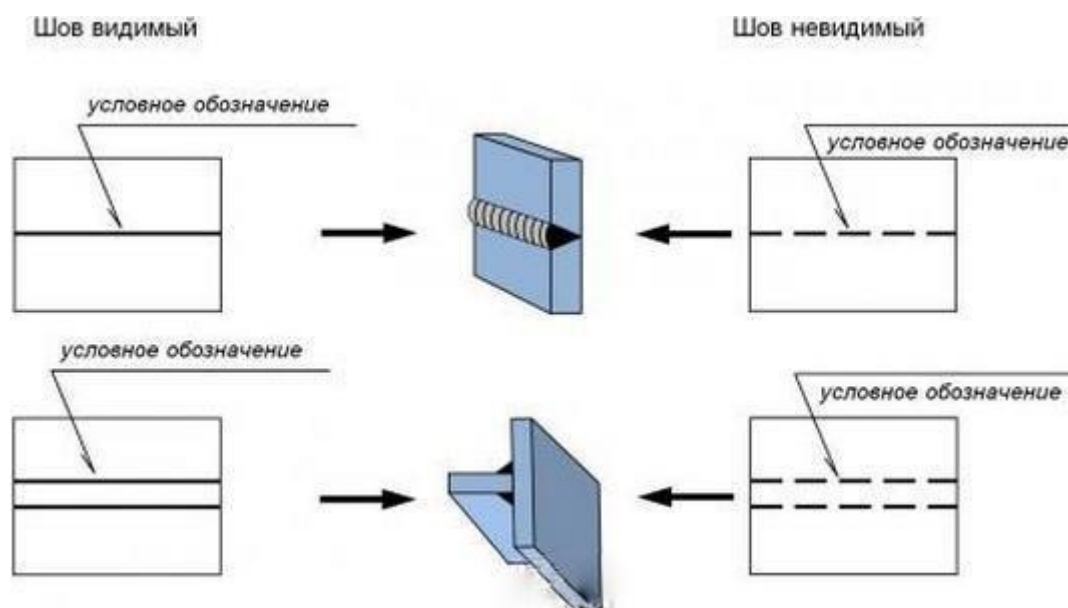 Шов видимый
Шов невидимый
условное обозначение
условное обозначение
условное обозначение
условное обозначение